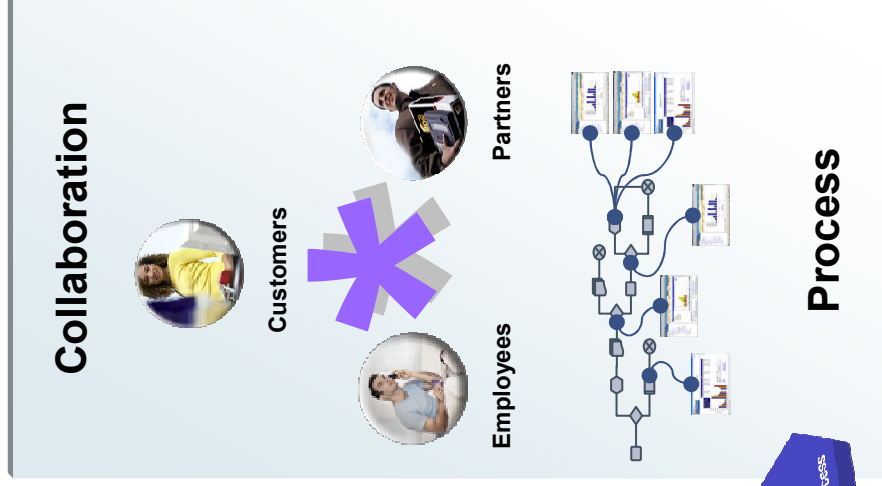 Collaboration
Customers
Employees
Partners
Process